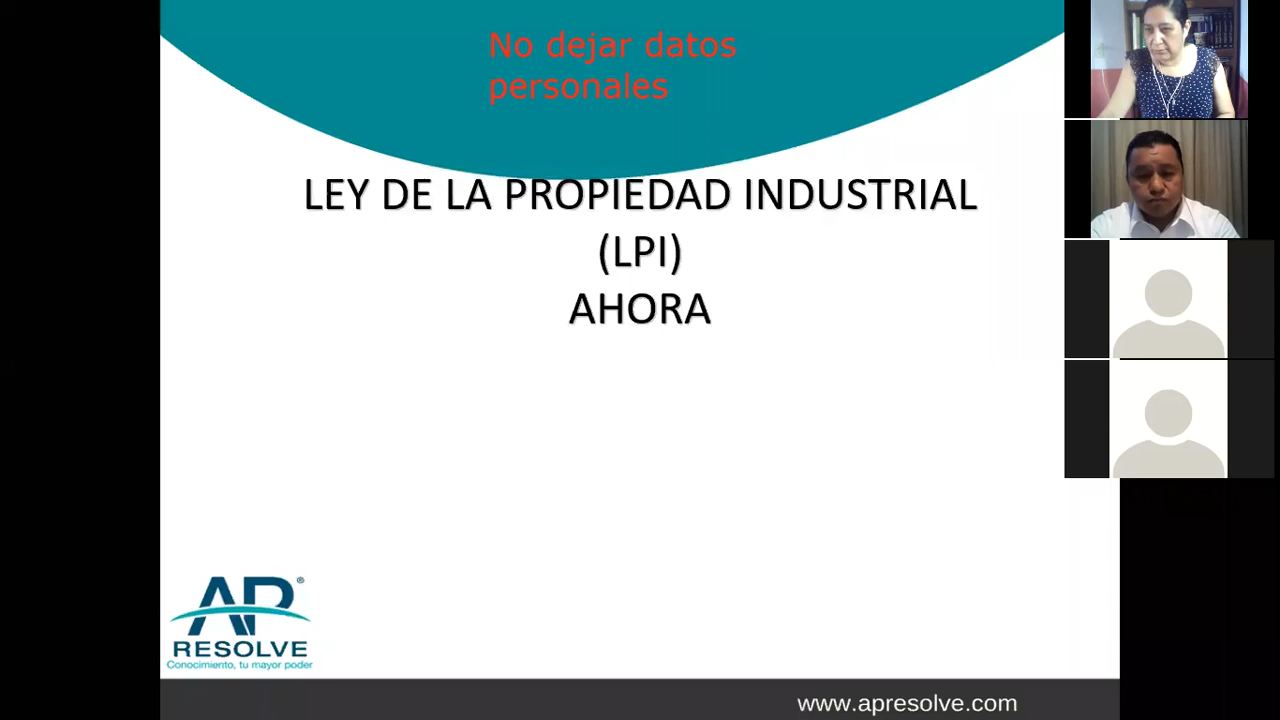 No dejar datos
personales
LEY DE LA PROPIEDAD INDUSTRIAL
(LPI)
AHORA
AP®
RESOLVE
Conocimiento, tu mayor poder
www.apresolve.com